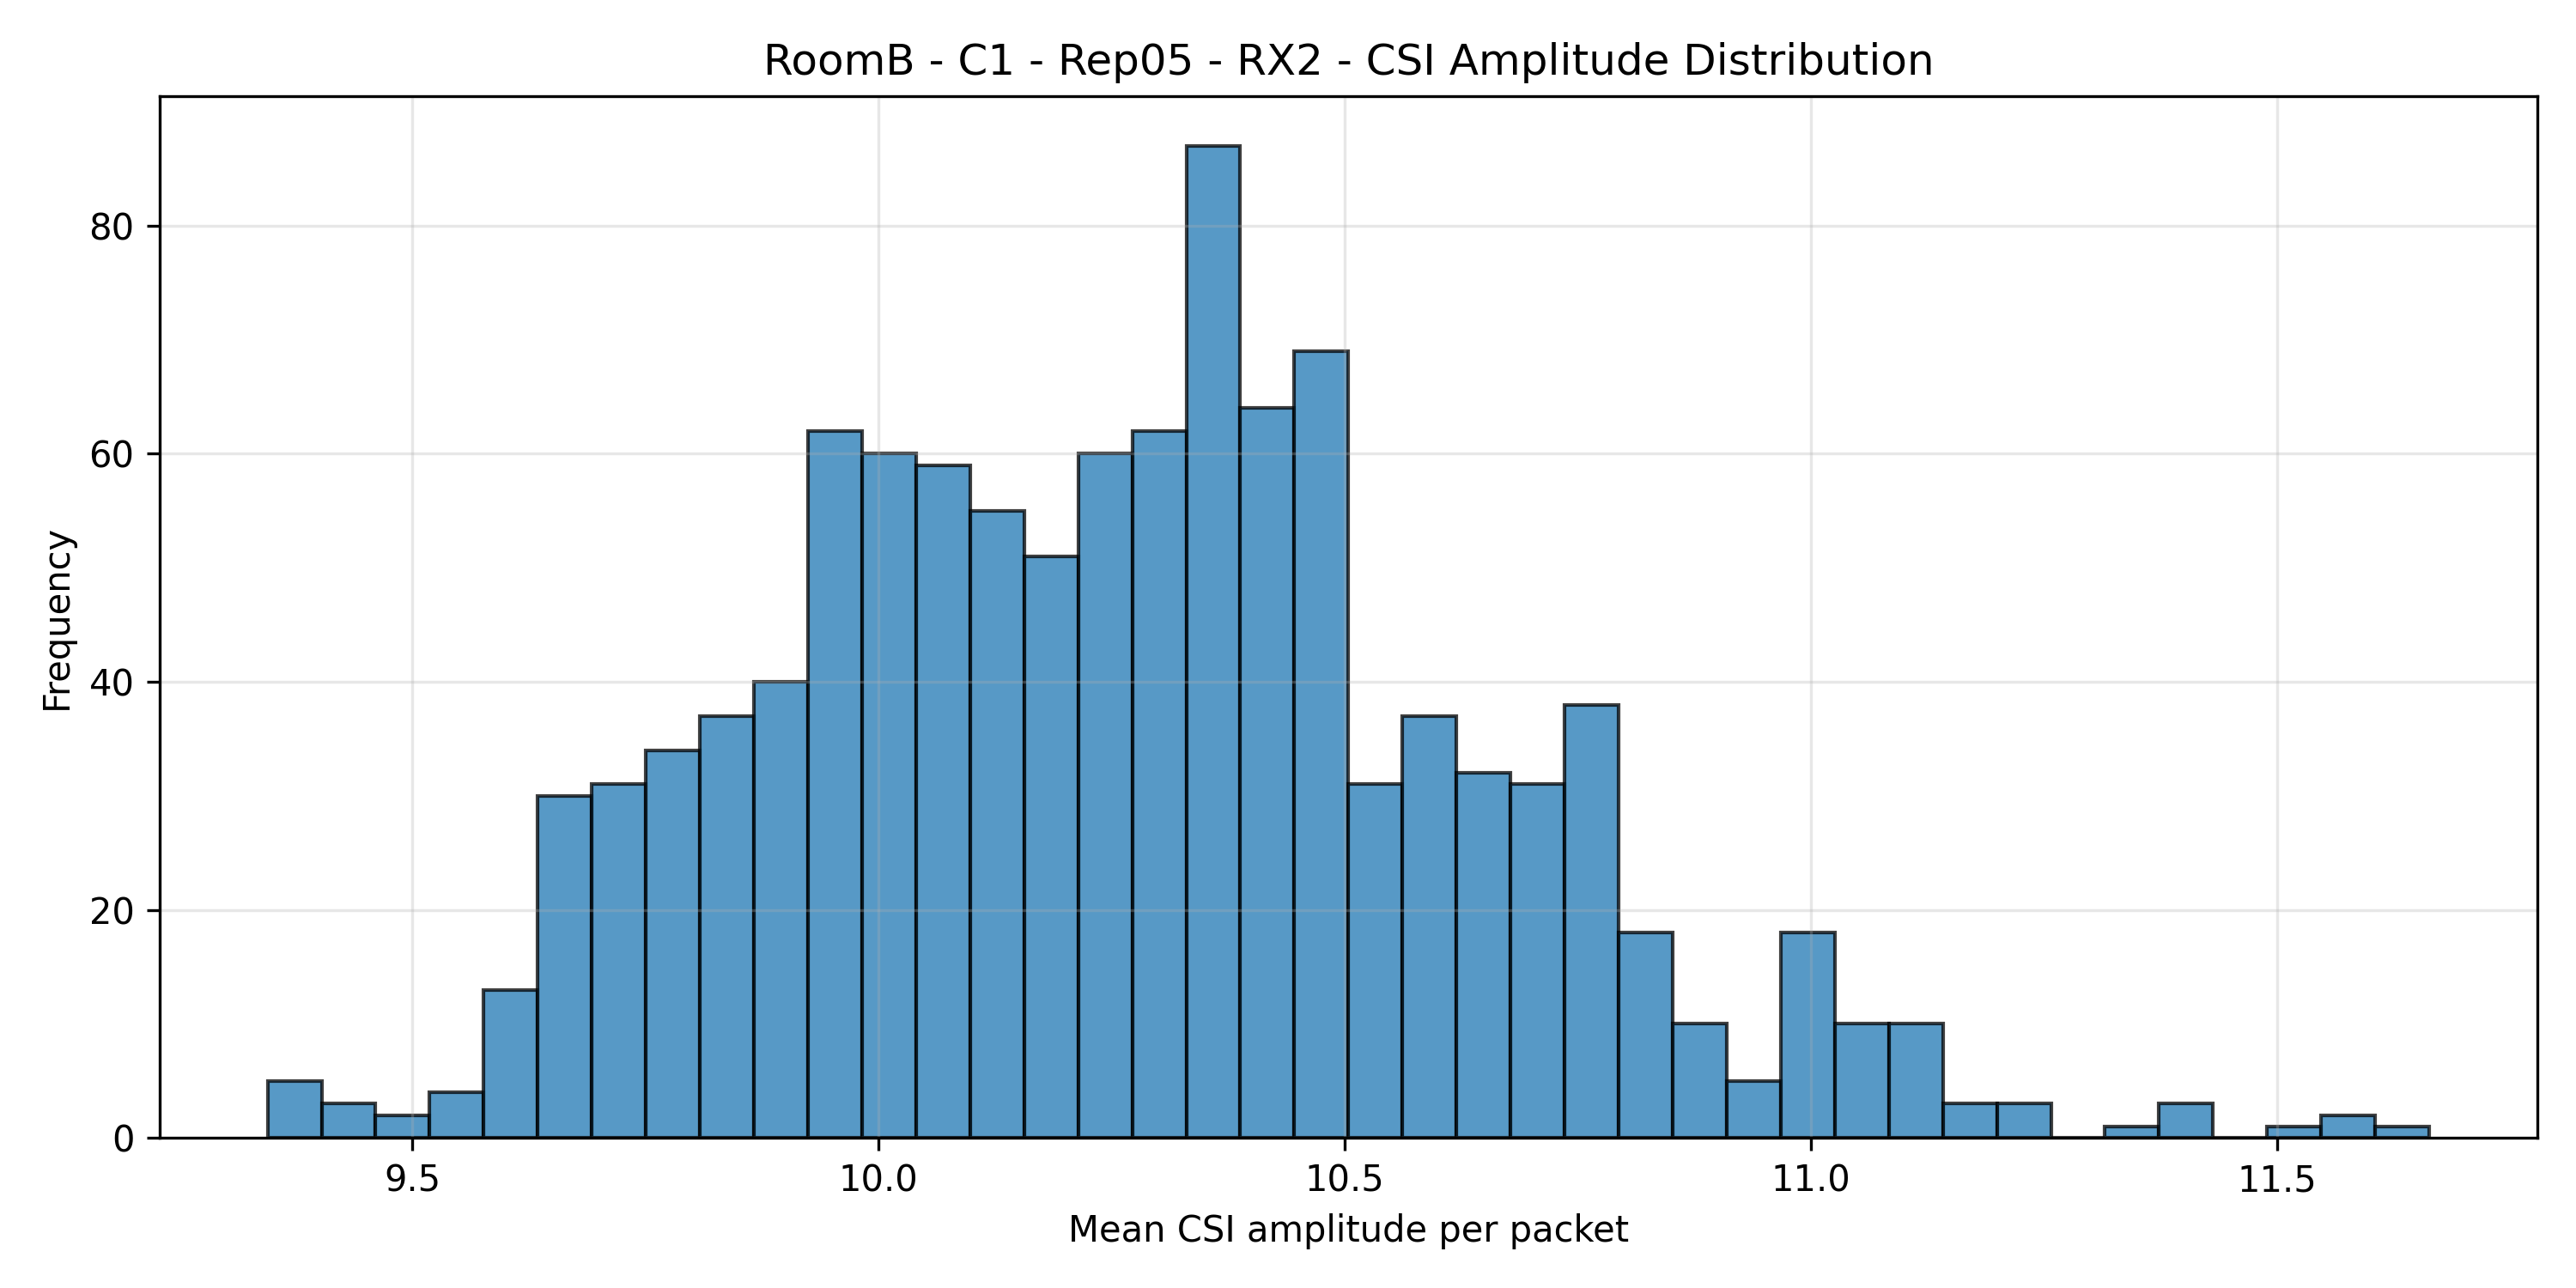 RoomB - C1 - Rep05 - RX2 - CSI Amplitude Distribution
Frequency
80
60
40
20
0
9.5 10.0 10.5 11.0 11.5
Mean CSI amplitude per packet